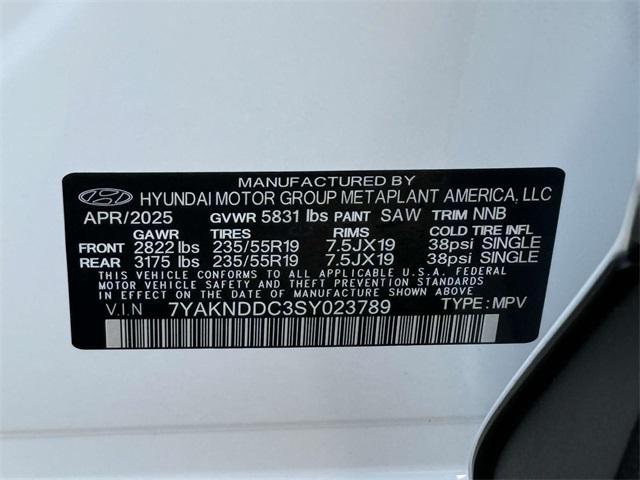 MANUFACTURED BY
HYUNDAI MOTOR GROUP METAPLANT AMERICA, LLC
APR/2025 GVWR 5831 lbs PAINT SAW TRIM NNB
GAWR TIRES RIMS COLD TIRE INFL
FRONT 2822 lbs 235/55R19 7.5JX19 38psi SINGLE
REAR 3175 lbs 235/55R19 7.5JX19 38psi SINGLE
THIS VEHICLE CONFORMS TO ALL APPLICABLE U.S.A. FEDERAL
MOTOR VEHICLE SAFETY AND THEFT PREVENTION STANDARDS
IN EFFECT ON THE DATE OF MANUFACTURE SHOWN ABOVE.
V.I.N 7YAKNDDC3SY023789 TYPE: MPV